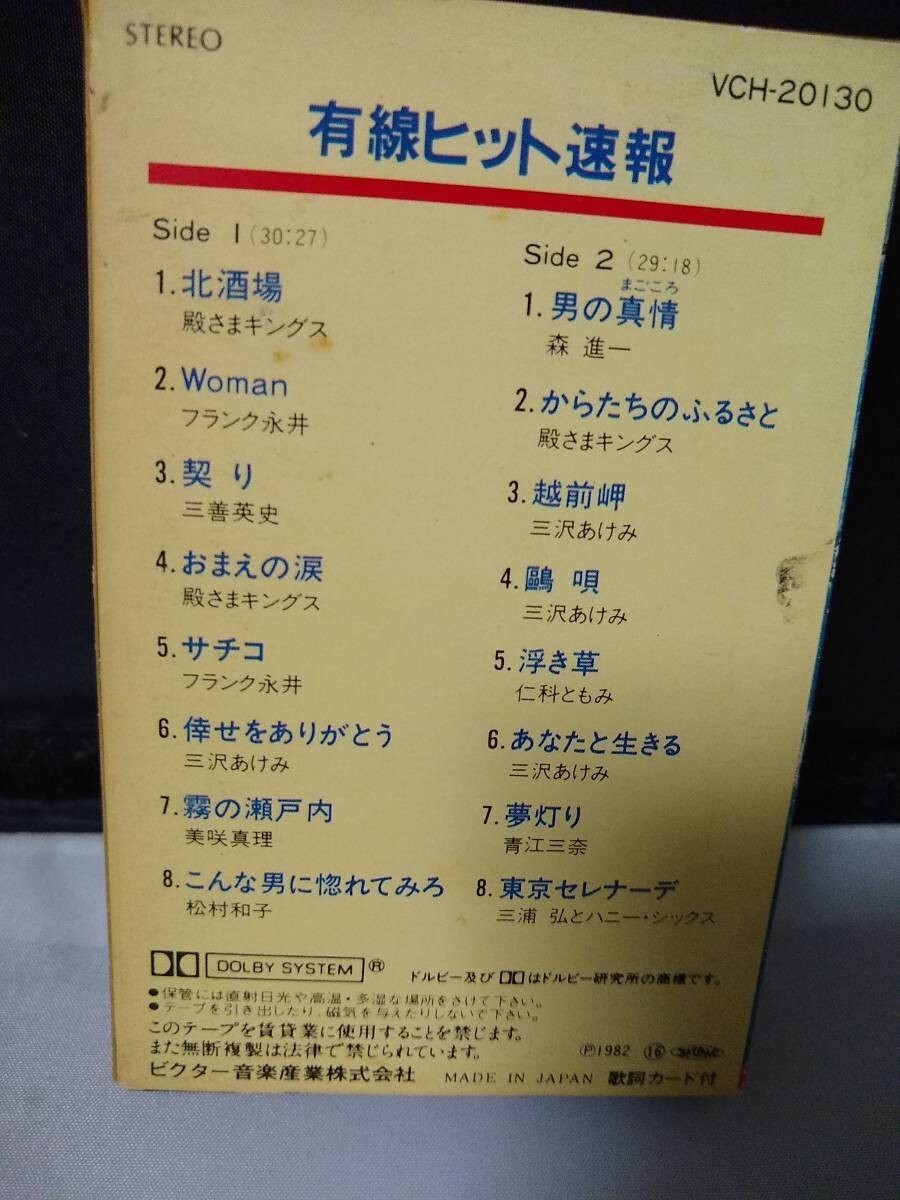 STEREO
VCH-20130
有線ヒット速報
Side 1 (30:27)
1. 北酒場
殿さまキングス
2. Woman
フランク永井
3. 契り
三善英史
4. おまえの涙
殿さまキングス
5. サチコ
フランク永井
6. 倖せをありがとう
三沢あけみ
7. 霧の瀬戸内
美咲真理
8. こんな男に惚れてみろ
松村和子
Side 2 (29:18)
まごころ
1. 男の真情
森 進一
2. からたちのふるさと
殿さまキングス
3. 越前岬
三沢あけみ
4. 鷗 唄
三沢あけみ
5. 浮き草
仁科ともみ
6. あなたと生きる
三沢あけみ
7. 夢灯り
青江三奈
8. 東京セレナーデ
三浦 弘とハニー・シックス
DOLBY SYSTEM ®
ドルビー及び はドルビー研究所の商標です。
●保管には直射日光や高温・多湿な場所をさけて下さい。
●テープを引き出したり、磁気を与えたりしないで下さい。
このテープを賃貸業に使用することを禁じます。
また無断複製は法律で禁じられています。
Ⓟ1982 ⑯
ビクター音楽産業株式会社 MADE IN JAPAN 歌詞カード付